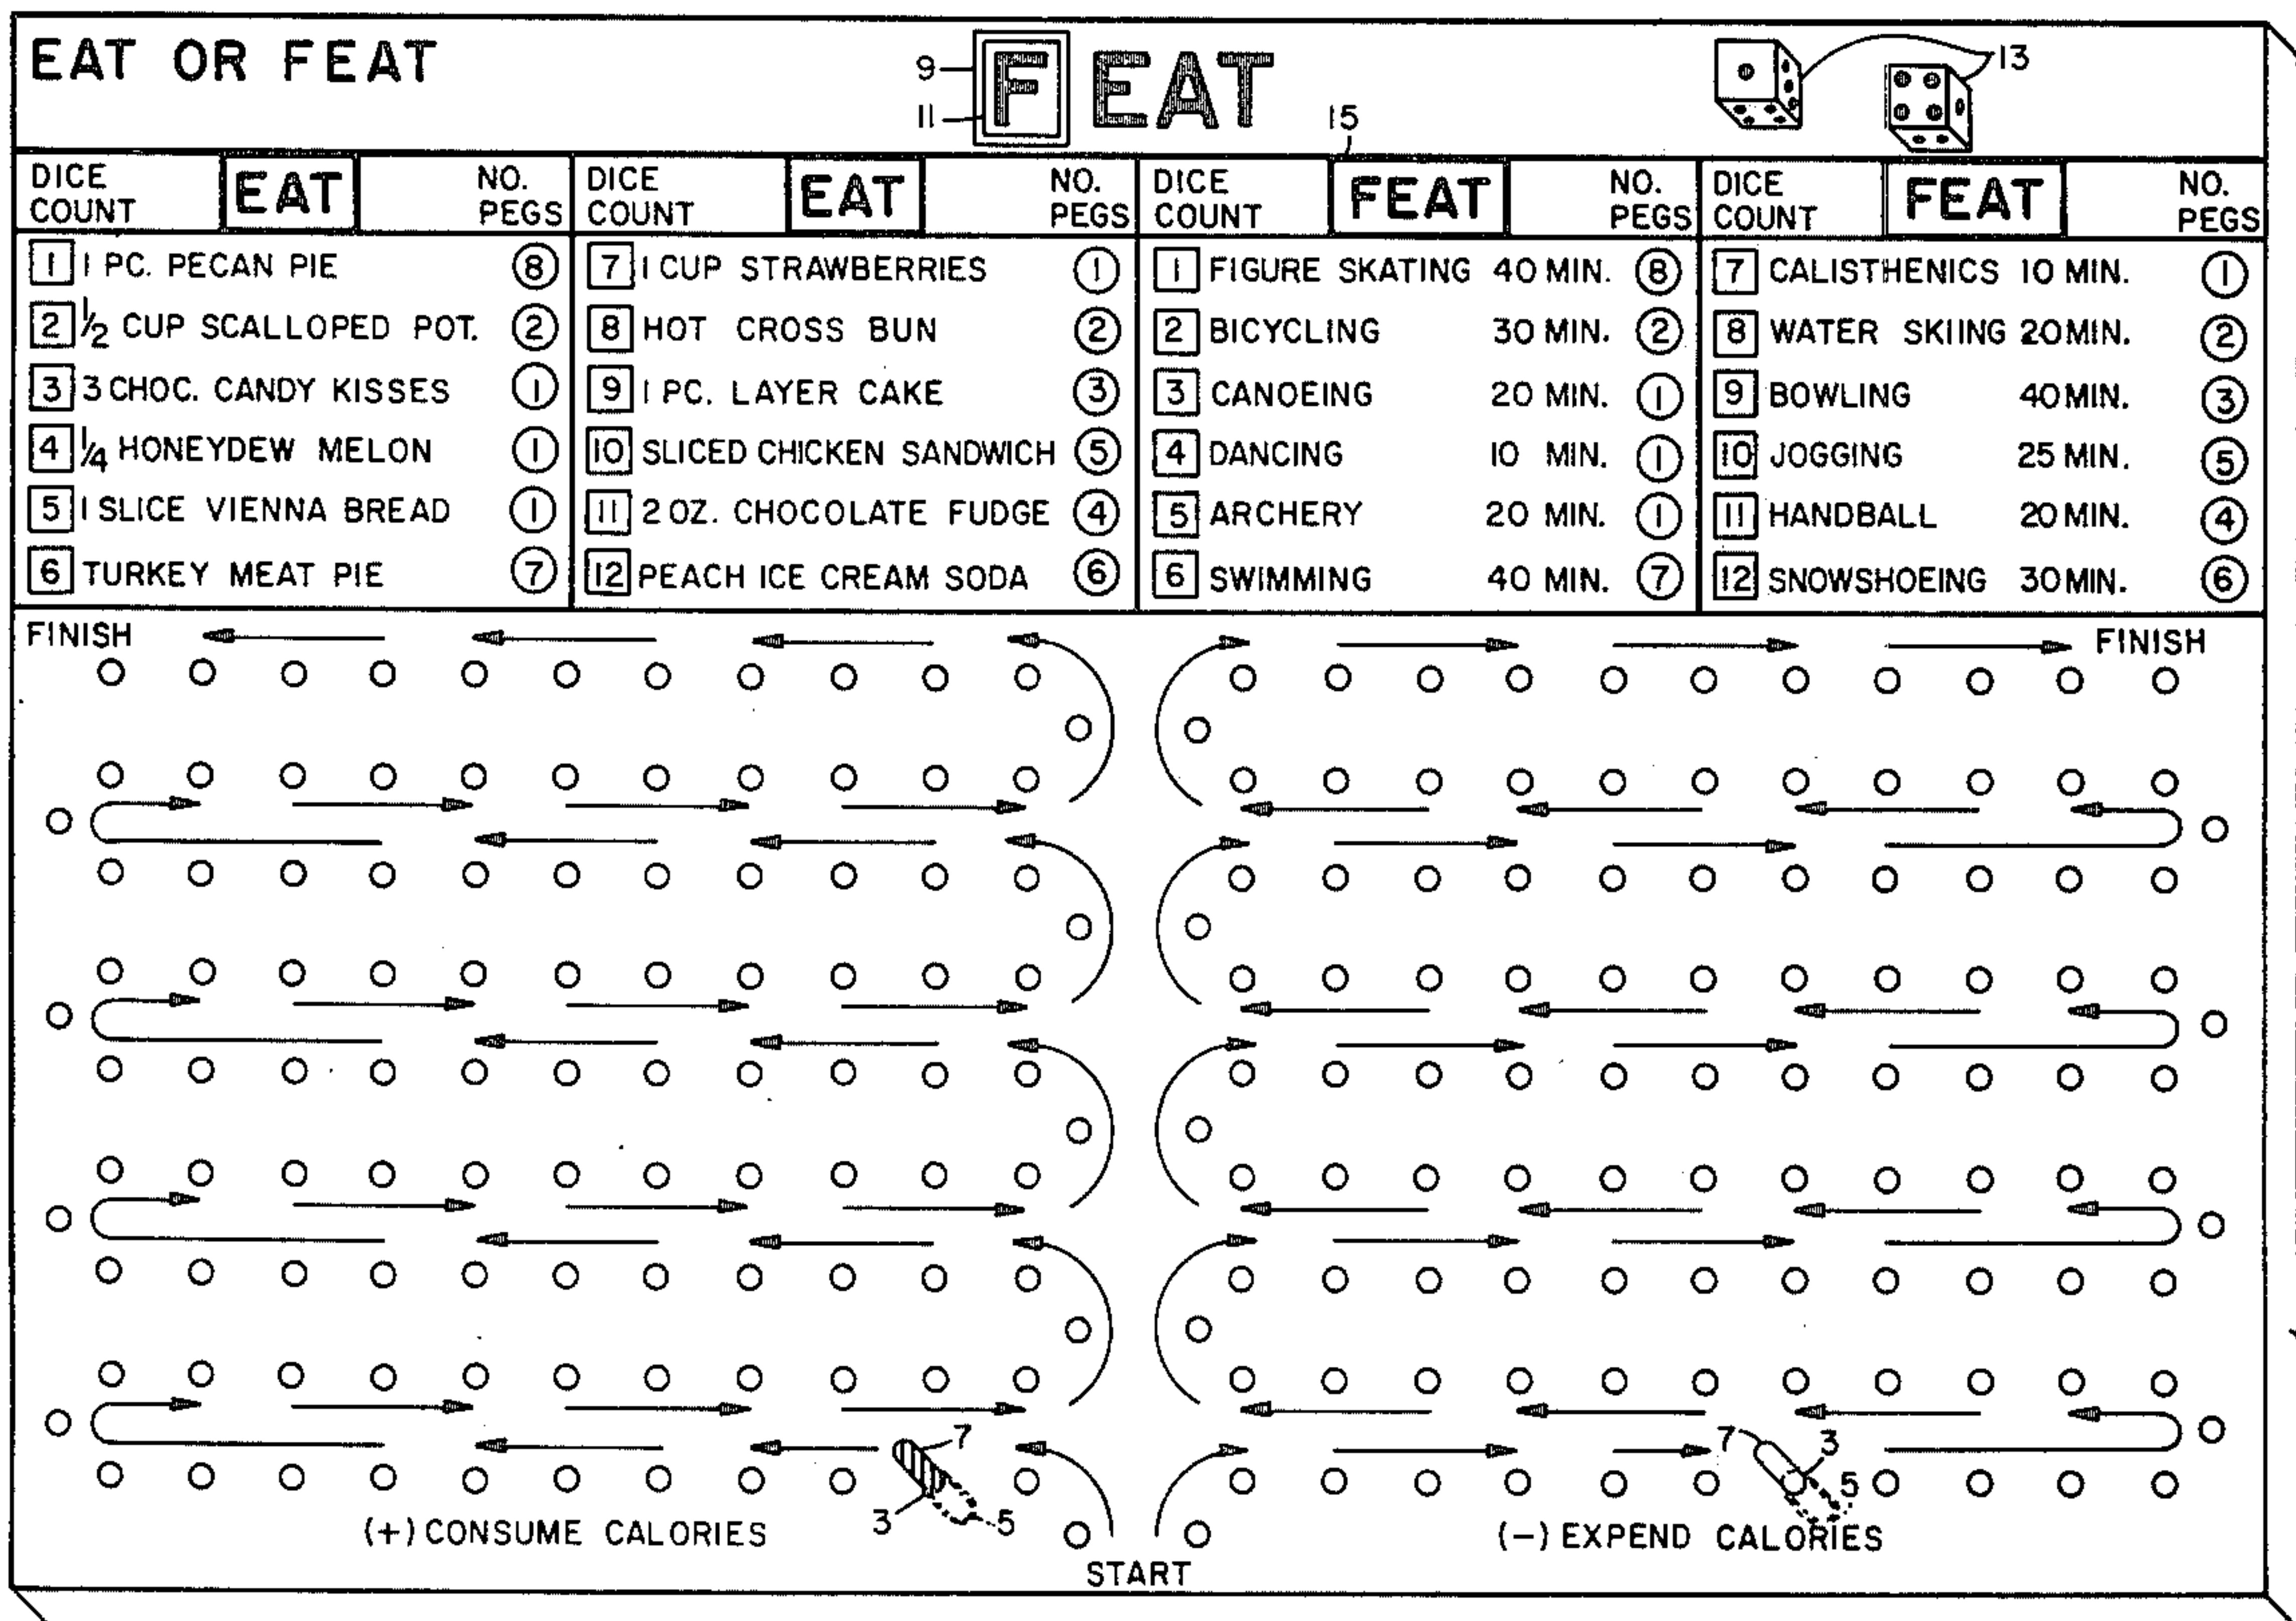 EAT OR FEAT
9
11
F EAT
13
15
DICE COUNT EAT NO. PEGS
1 1 PC. PECAN PIE 8
2 ½ CUP SCALLOPED POT. 2
3 3 CHOC. CANDY KISSES 1
4 ¼ HONEYDEW MELON 1
5 1 SLICE VIENNA BREAD 1
6 TURKEY MEAT PIE 7
DICE COUNT EAT NO. PEGS
7 1 CUP STRAWBERRIES 1
8 HOT CROSS BUN 2
9 1 PC. LAYER CAKE 3
10 SLICED CHICKEN SANDWICH 5
11 2 OZ. CHOCOLATE FUDGE 4
12 PEACH ICE CREAM SODA 6
DICE COUNT FEAT NO. PEGS
1 FIGURE SKATING 40 MIN. 8
2 BICYCLING 30 MIN. 2
3 CANOEING 20 MIN. 1
4 DANCING 10 MIN. 1
5 ARCHERY 20 MIN. 1
6 SWIMMING 40 MIN. 7
DICE COUNT FEAT NO. PEGS
7 CALISTHENICS 10 MIN. 1
8 WATER SKIING 20 MIN. 2
9 BOWLING 40 MIN. 3
10 JOGGING 25 MIN. 5
11 HANDBALL 20 MIN. 4
12 SNOWSHOEING 30 MIN. 6
FINISH
FINISH
7
3
5
7
3
5
(+) CONSUME CALORIES
(-) EXPEND CALORIES
START